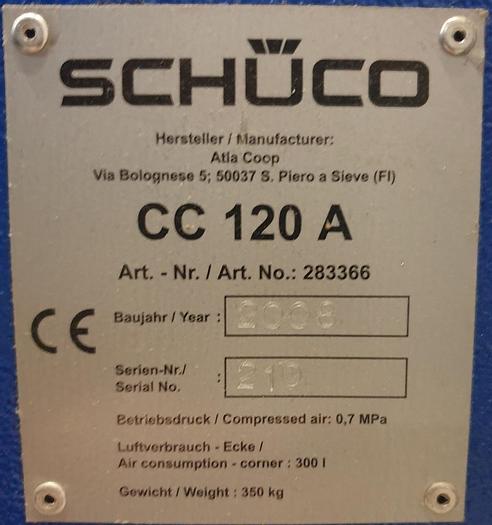 SCHÜCO
Hersteller / Manufacturer:
Atla Coop
Via Bolognese 5; 50037 S. Piero a Sieve (FI)
CC 120 A
Art. - Nr. / Art. No.: 283366
CE
Baujahr / Year : 2008
Serien-Nr./
Serial No. : 210
Betriebsdruck / Compressed air: 0,7 MPa
Luftverbrauch - Ecke /
Air consumption - corner : 300 l
Gewicht / Weight : 350 kg